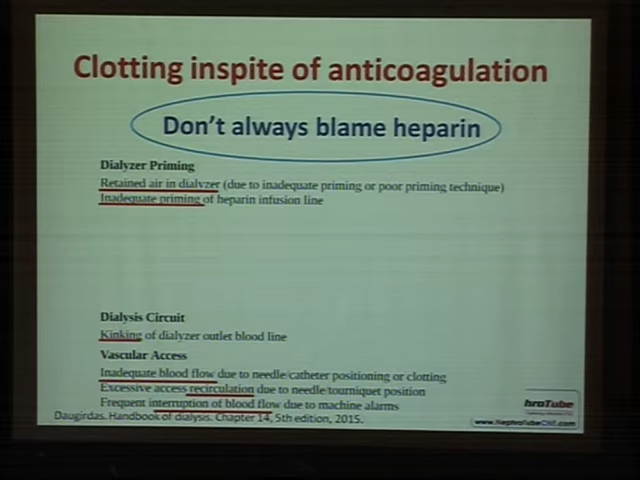 Clotting inspite of anticoagulation
Don't always blame heparin
Dialyzer Priming
Retained air in dialyzer (due to inadequate priming or poor priming technique)
Inadequate priming of heparin infusion line
Dialysis Circuit
Kinking of dialyzer outlet blood line
Vascular Access
Inadequate blood flow due to needle/catheter positioning or clotting
Excessive access recirculation due to needle/tourniquet position
Frequent interruption of blood flow due to machine alarms
Daugirdas. Handbook of dialysis. Chapter 14, 5th edition, 2015.
hroTube
www.NephroTubeCNE.com